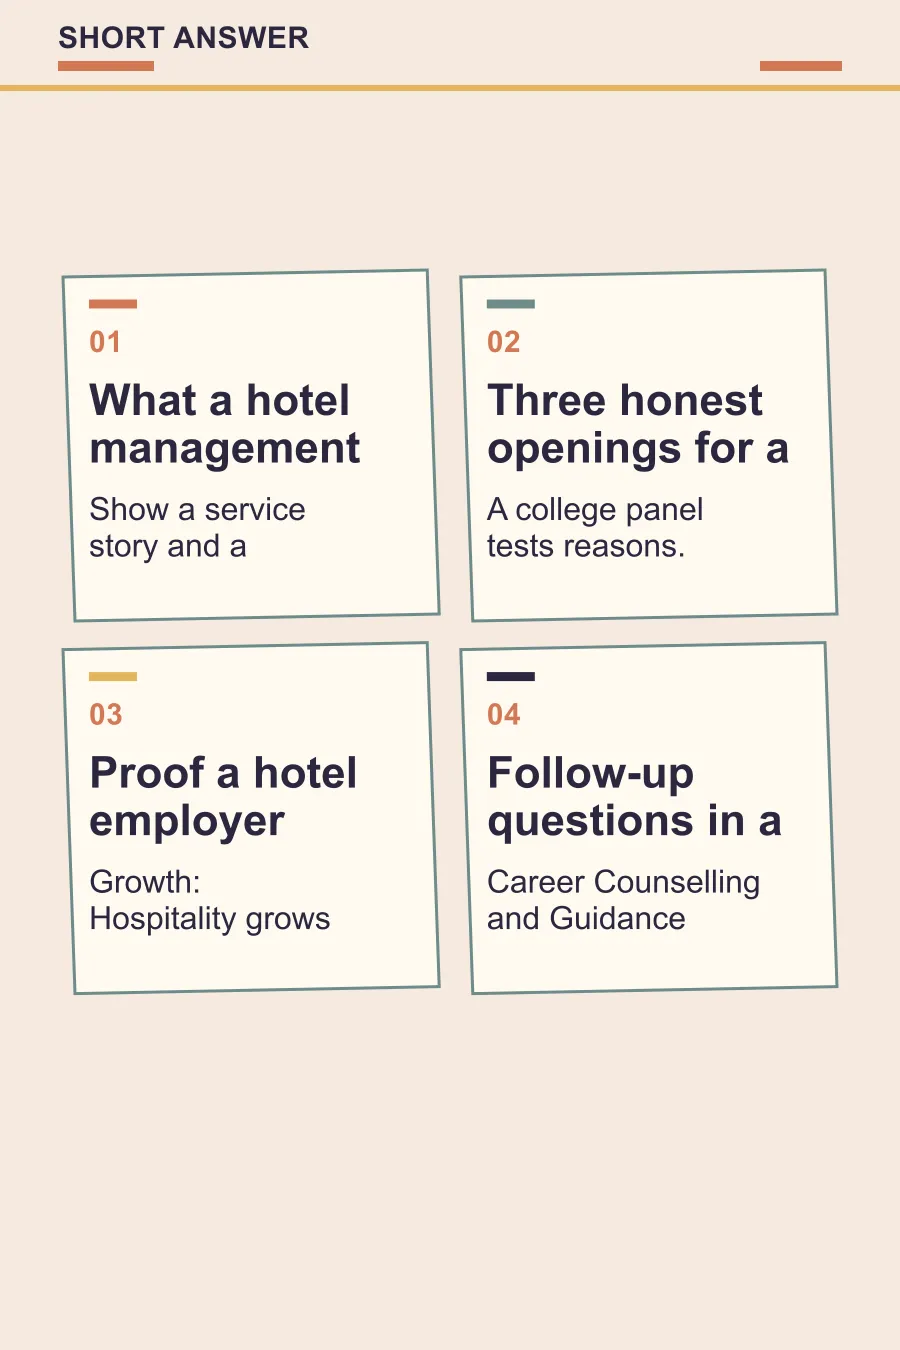 SHORT ANSWER
01
What a hotel
management
Show a service
story and a
02
Three honest
openings for a
A college panel
tests reasons.
03
Proof a hotel
employer
Growth:
Hospitality grows
04
Follow-up
questions in a
Career Counselling
and Guidance